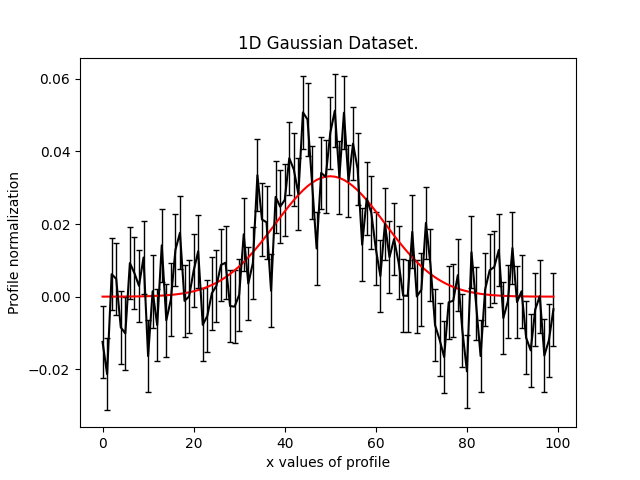 1D Gaussian Dataset.
Profile normalization
0.06
0.04
0.02
0.00
−0.02
0 20 40 60 80 100
x values of profile